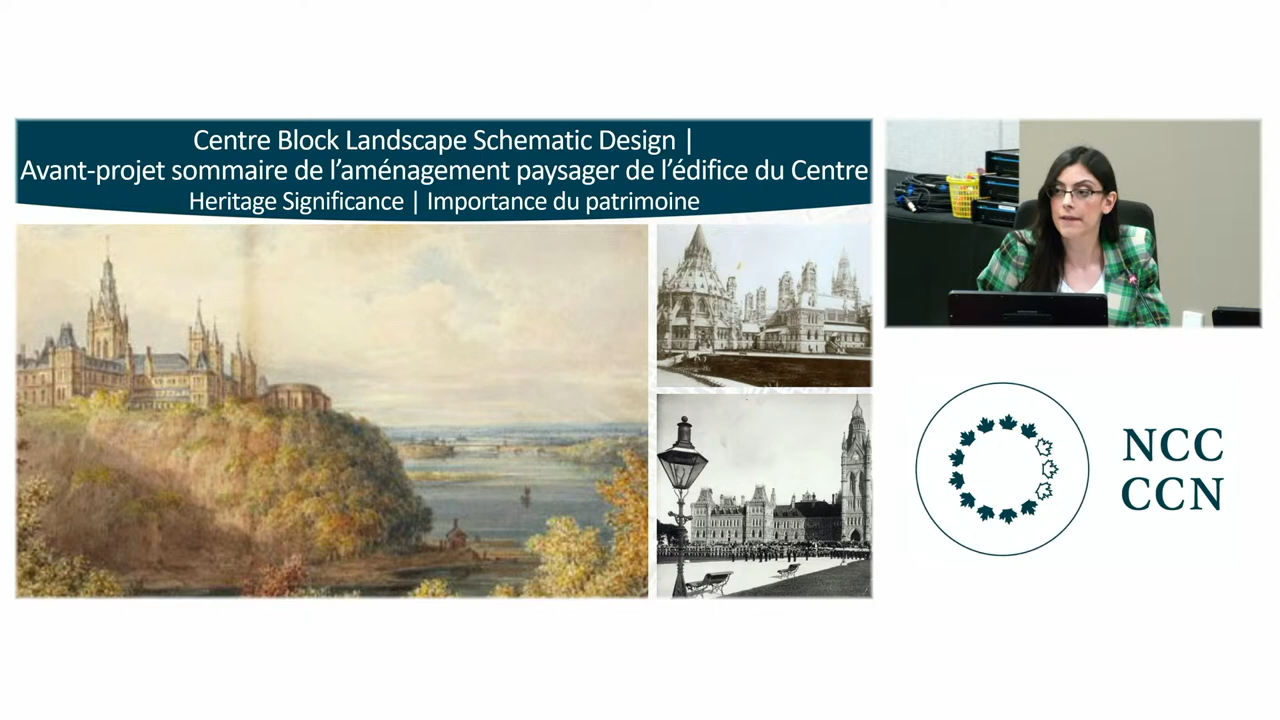 Centre Block Landscape Schematic Design |
Avant-projet sommaire de l'aménagement paysager de l'édifice du Centre
Heritage Significance | Importance du patrimoine
NCC
CCN